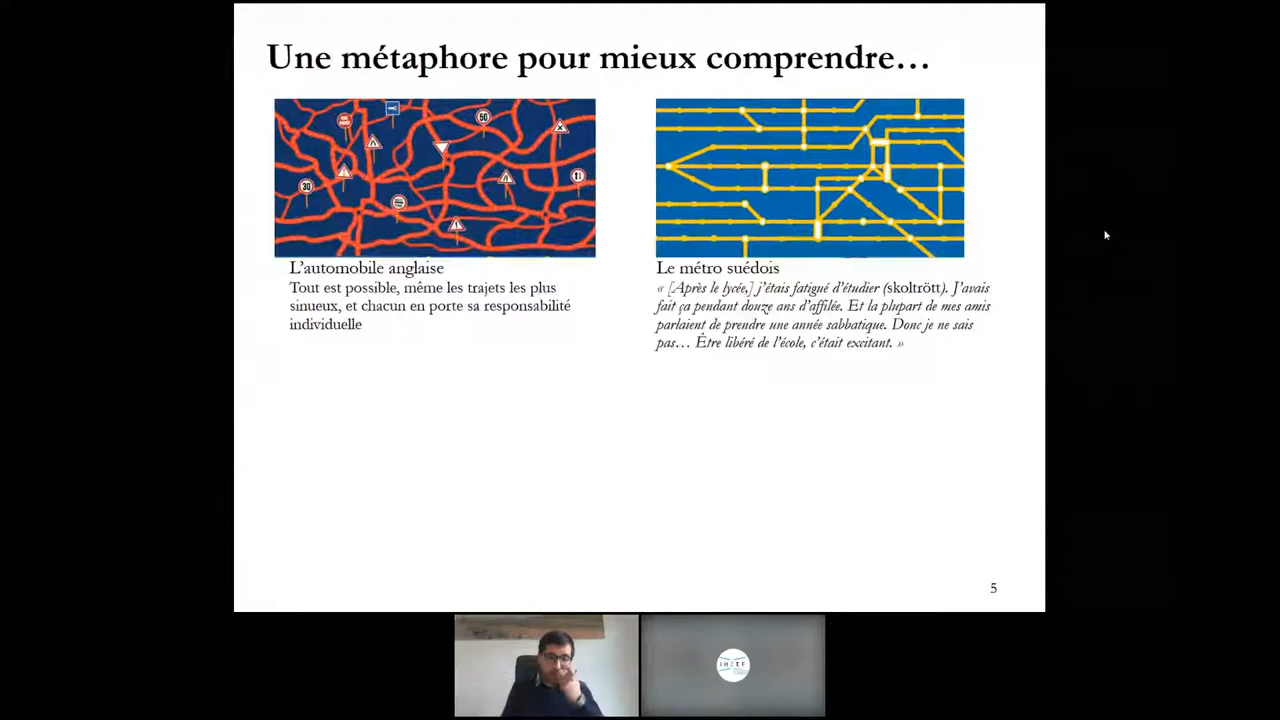 Une métaphore pour mieux comprendre…
50
30
L'automobile anglaise
Tout est possible, même les trajets les plus
sinueux, et chacun en porte sa responsabilité
individuelle
Le métro suédois
« [Après le lycée,] j'étais fatigué d'étudier (skoltrött). J'avais
fait ça pendant douze ans d'affilée. Et la plupart de mes amis
parlaient de prendre une année sabbatique. Donc je ne sais
pas… Être libéré de l'école, c'était excitant. »
5
IH2EF